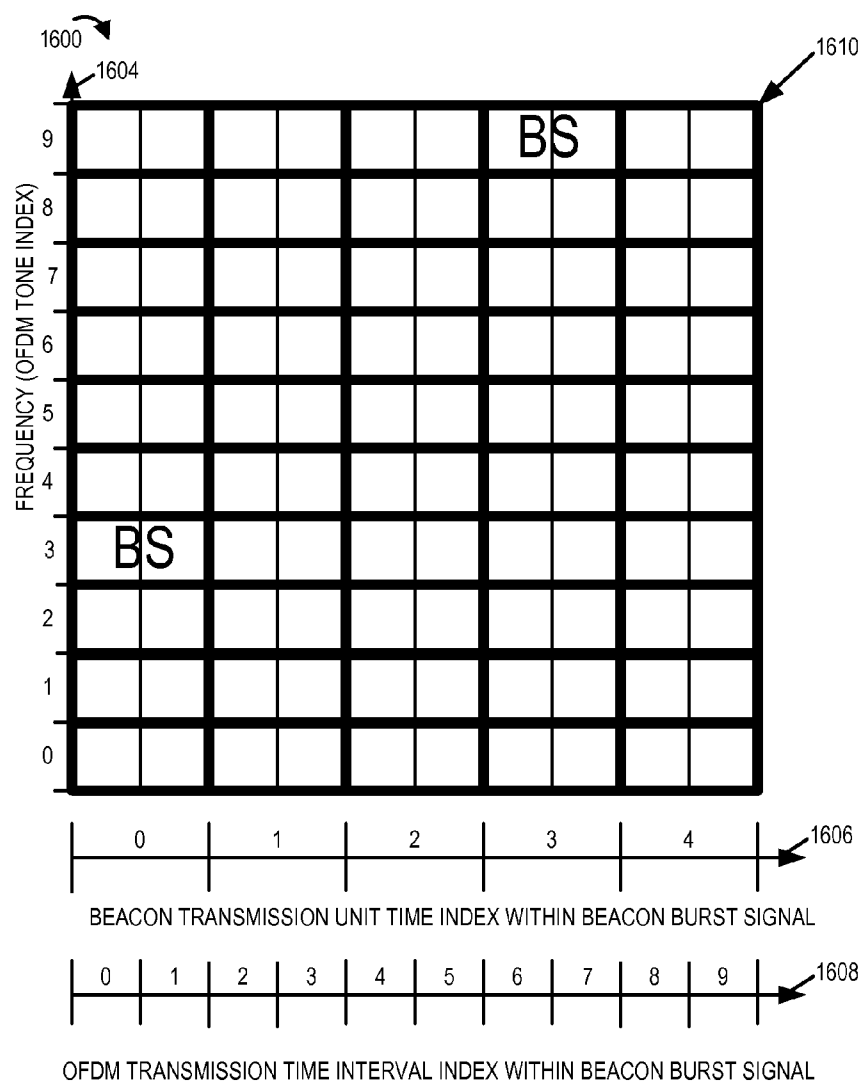 1600
1604
1610
FREQUENCY (OFDM TONE INDEX)
9
BS
8
7
6
5
4
3
BS
2
1
0
0 1 2 3 4
1606
BEACON TRANSMISSION UNIT TIME INDEX WITHIN BEACON BURST SIGNAL
0 1 2 3 4 5 6 7 8 9
1608
OFDM TRANSMISSION TIME INTERVAL INDEX WITHIN BEACON BURST SIGNAL